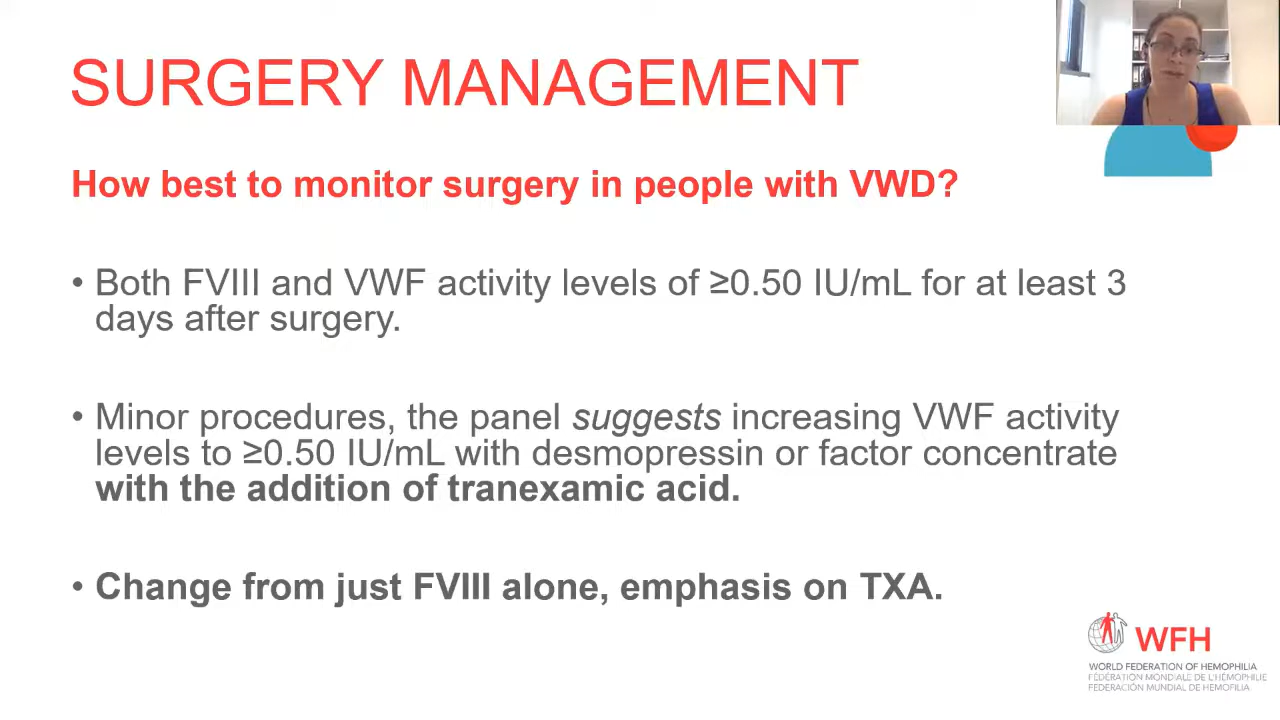 SURGERY MANAGEMENT
How best to monitor surgery in people with VWD?
• Both FVIII and VWF activity levels of ≥0.50 IU/mL for at least 3
days after surgery.
• Minor procedures, the panel suggests increasing VWF activity
levels to ≥0.50 IU/mL with desmopressin or factor concentrate
with the addition of tranexamic acid.
• Change from just FVIII alone, emphasis on TXA.
WFH
WORLD FEDERATION OF HEMOPHILIA
FÉDÉRATION MONDIALE DE L'HÉMOPHILIE
FEDERACIÓN MUNDIAL DE HEMOFILIA